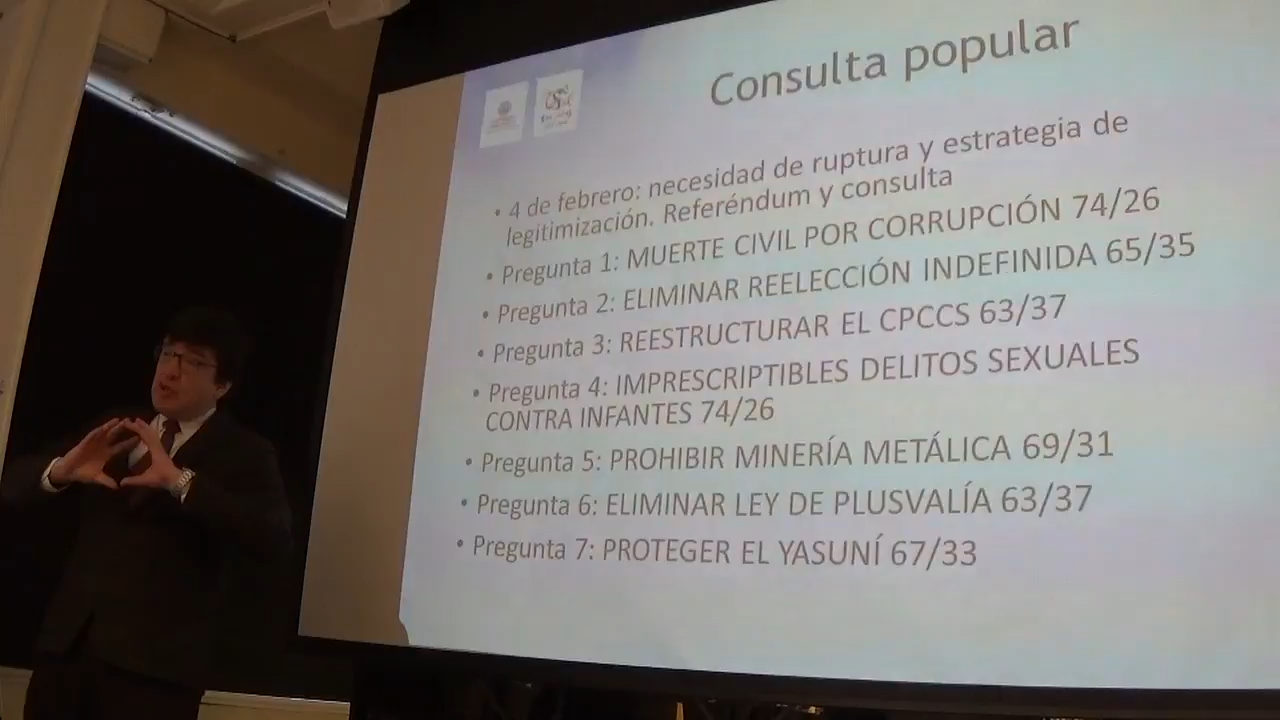 Consulta popular
• 4 de febrero: necesidad de ruptura y estrategia de
legitimización. Referéndum y consulta
• Pregunta 1: MUERTE CIVIL POR CORRUPCIÓN 74/26
• Pregunta 2: ELIMINAR REELECCIÓN INDEFINIDA 65/35
• Pregunta 3: REESTRUCTURAR EL CPCCS 63/37
• Pregunta 4: IMPRESCRIPTIBLES DELITOS SEXUALES
CONTRA INFANTES 74/26
• Pregunta 5: PROHIBIR MINERÍA METÁLICA 69/31
• Pregunta 6: ELIMINAR LEY DE PLUSVALÍA 63/37
• Pregunta 7: PROTEGER EL YASUNÍ 67/33